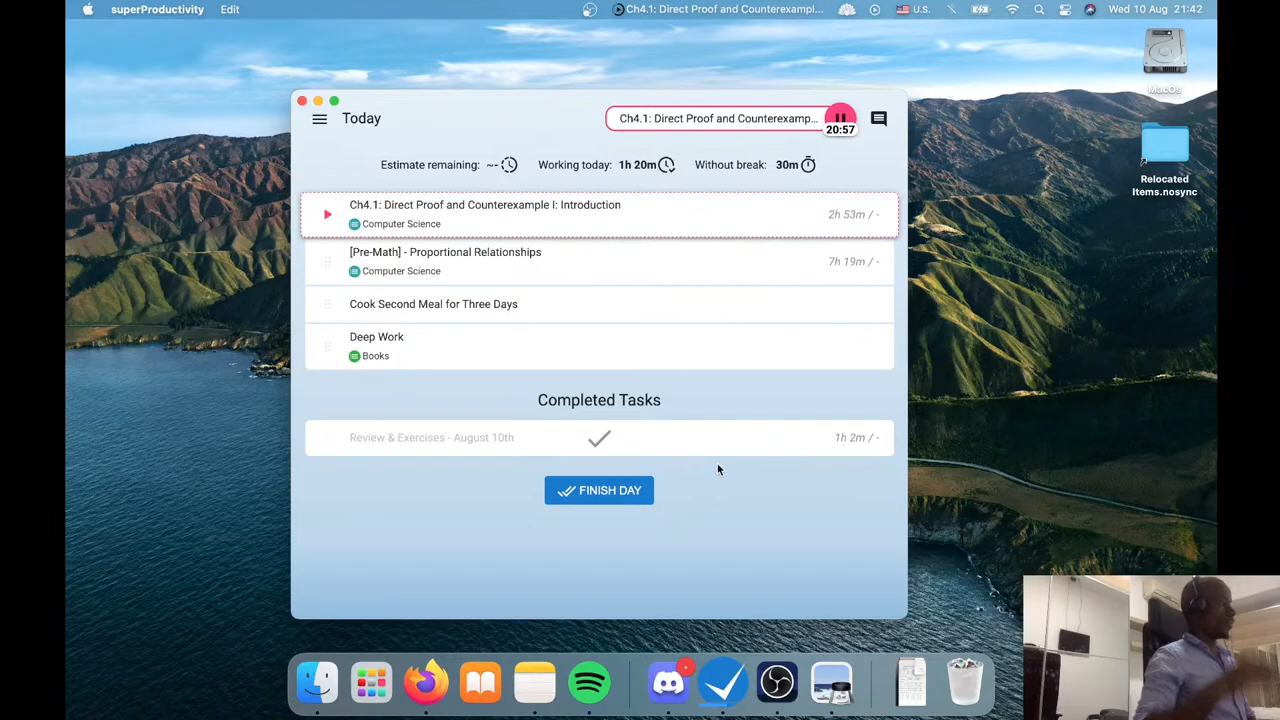 superProductivity Edit Ch4.1: Direct Proof and Counterexampl... U.S. Wed 10 Aug 21:42
MacOs
Today Ch4.1: Direct Proof and Counterexamp...
20:57
Estimate remaining: ~- Working today: 1h 20m Without break: 30m
Ch4.1: Direct Proof and Counterexample I: Introduction
2h 53m / -
Computer Science
[Pre-Math] - Proportional Relationships
7h 19m / -
Computer Science
Cook Second Meal for Three Days
Deep Work
Books
Completed Tasks
Review & Exercises - August 10th 1h 2m / -
FINISH DAY
Relocated
Items.nosync